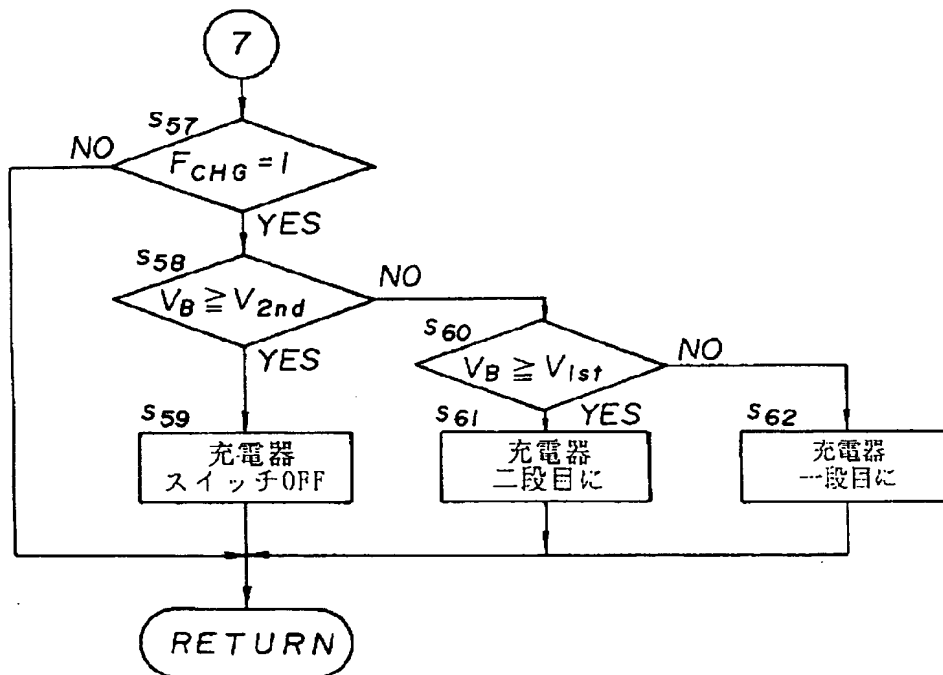 7
S57
NO
FCHG=1
YES
S58
NO
VB≧V2nd
YES
S60
NO
VB≧V1st
YES
S59
充電器
スイッチOFF
S61
充電器
二段目に
S62
充電器
一段目に
RETURN